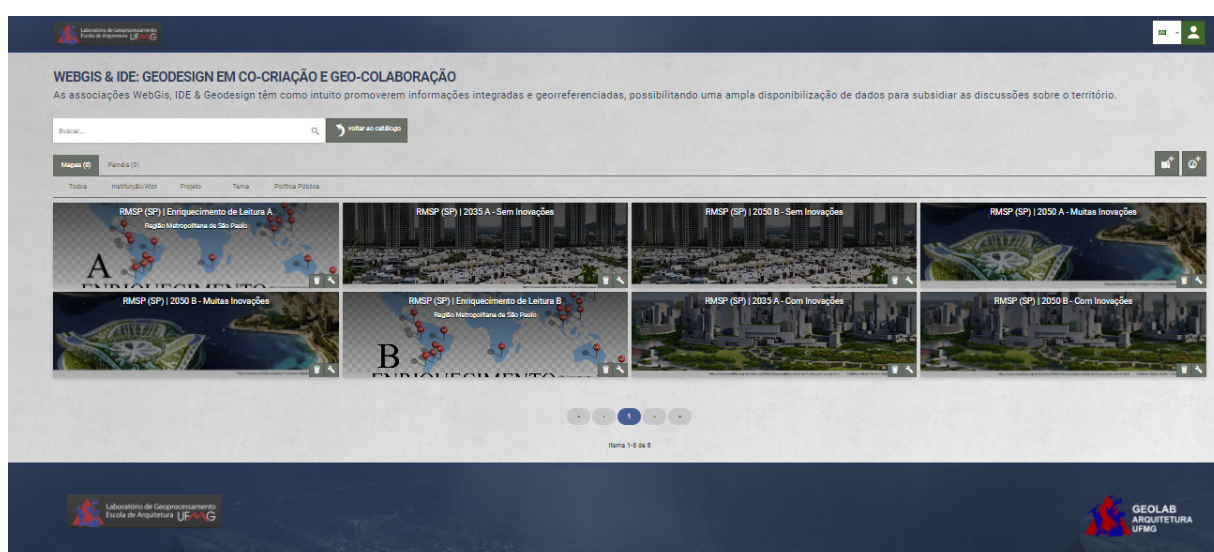 Laboratório de Geoprocessamento
Escola de Arquitetura UFMG
WEBGIS & IDE: GEODESIGN EM CO-CRIAÇÃO E GEO-COLABORAÇÃO
As associações WebGis, IDE & Geodesign têm como intuito promoverem informações integradas e georreferenciadas, possibilitando uma ampla disponibilização de dados para subsidiar as discussões sobre o território.
Buscar...
voltar ao catálogo
Mapas (8) Painéis (0)
Todos Instituição/Ator Projeto Tema Política Pública
RMSP (SP) | Enriquecimento de Leitura A
Região Metropolitana de São Paulo
A
ENRIQUECIMENTO
RMSP (SP) | 2035 A - Sem Inovações
RMSP (SP) | 2050 B - Sem Inovações
RMSP (SP) | 2050 A - Muitas Inovações
RMSP (SP) | 2050 B - Muitas Inovações
RMSP (SP) | Enriquecimento de Leitura B
Região Metropolitana de São Paulo
B
ENRIQUECIMENTO
RMSP (SP) | 2035 A - Com Inovações
RMSP (SP) | 2050 B - Com Inovações
« ‹ 1 › »
Items 1-8 de 8
Laboratório de Geoprocessamento
Escola de Arquitetura UFMG
GEOLAB
ARQUITETURA
UFMG